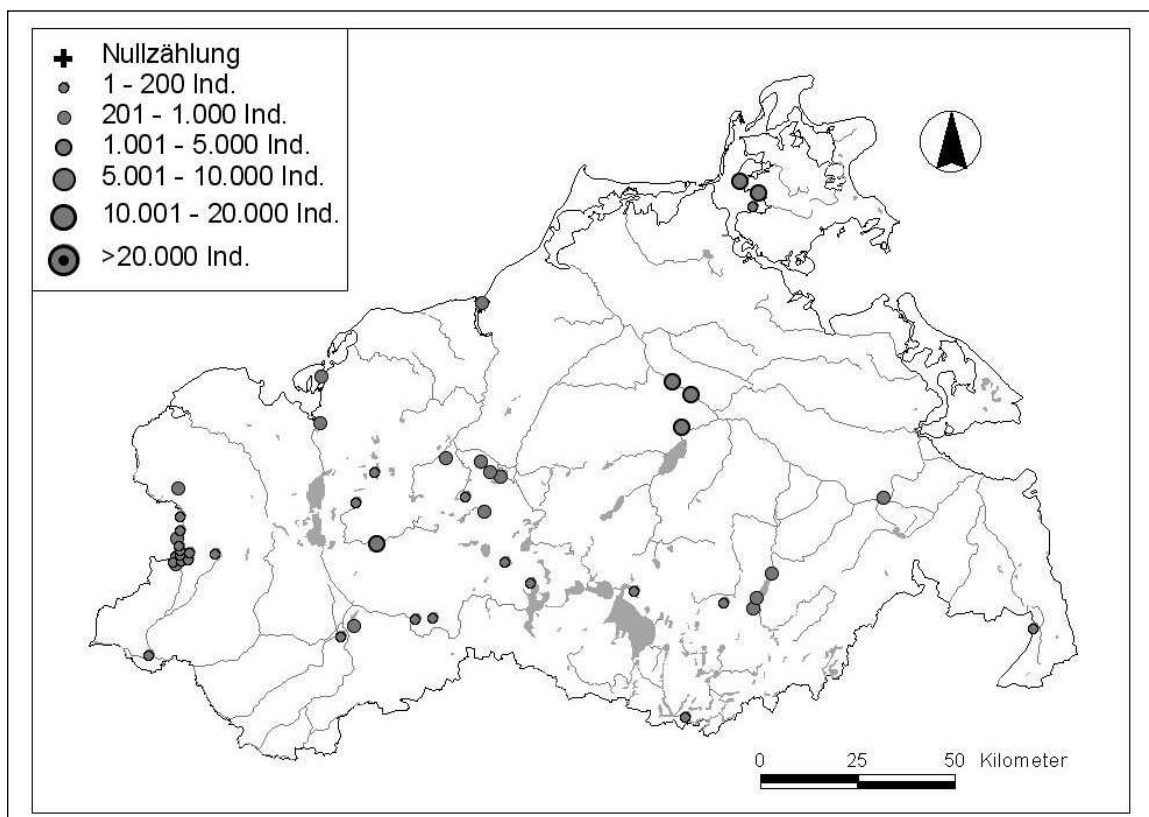 Nullzählung
1 - 200 Ind.
201 - 1.000 Ind.
1.001 - 5.000 Ind.
5.001 - 10.000 Ind.
10.001 - 20.000 Ind.
>20.000 Ind.
0 25 50 Kilometer